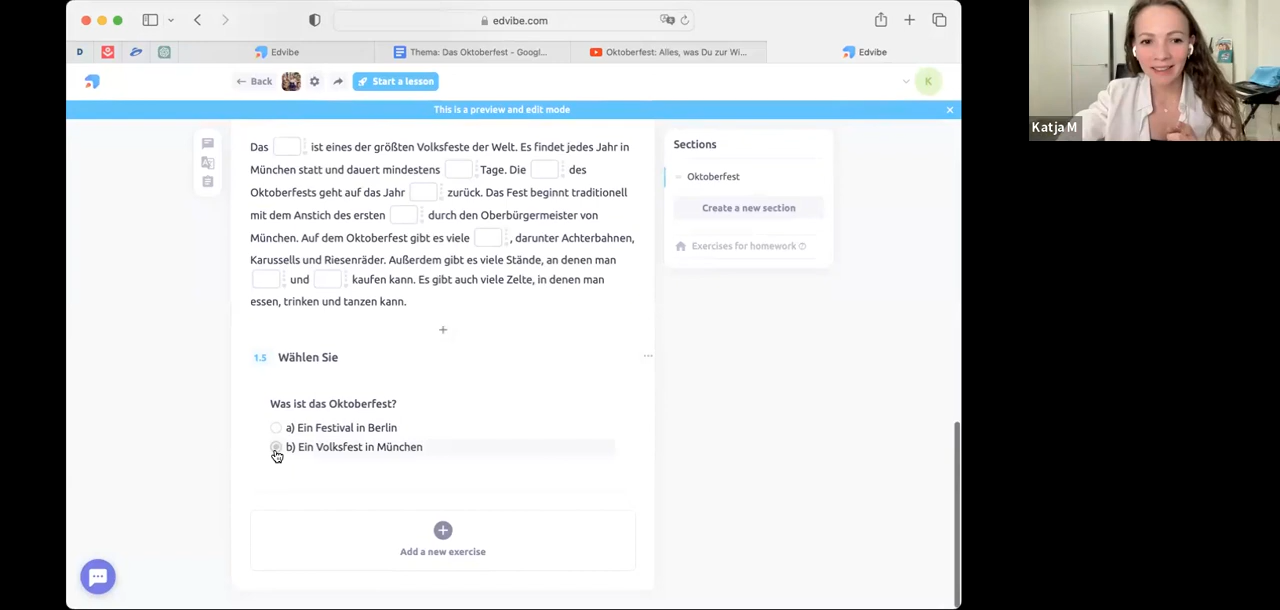 edvibe.com
D
Edvibe
Thema: Das Oktoberfest - Googl...
Oktoberfest: Alles, was Du zur Wi...
Edvibe
Back
Start a lesson
K
This is a preview and edit mode
Das ist eines der größten Volksfeste der Welt. Es findet jedes Jahr in
München statt und dauert mindestens Tage. Die des
Oktoberfests geht auf das Jahr zurück. Das Fest beginnt traditionell
mit dem Anstich des ersten durch den Oberbürgermeister von
München. Auf dem Oktoberfest gibt es viele , darunter Achterbahnen,
Karussells und Riesenräder. Außerdem gibt es viele Stände, an denen man
und kaufen kann. Es gibt auch viele Zelte, in denen man
essen, trinken und tanzen kann.
1.5 Wählen Sie
Was ist das Oktoberfest?
a) Ein Festival in Berlin
b) Ein Volksfest in München
Add a new exercise
Sections
Oktoberfest
Create a new section
Exercises for homework
Katja M